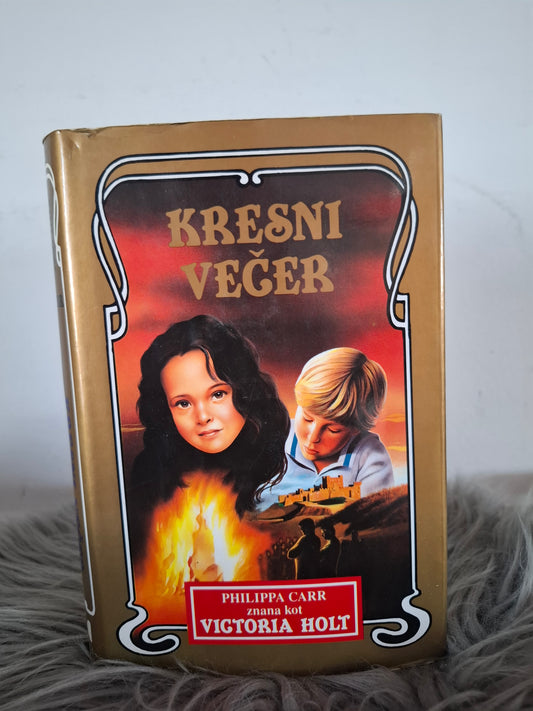 KRESNI
VEČER
PHILIPPA CARR
znana kot
VICTORIA HOLT